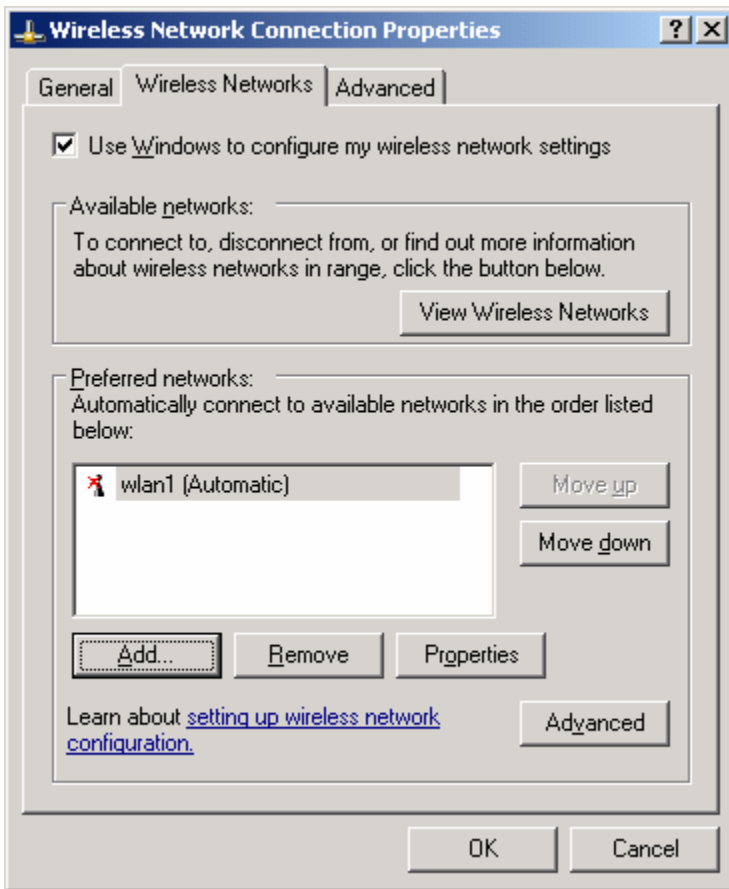 Wireless Network Connection Properties
General Wireless Networks Advanced
Use Windows to configure my wireless network settings
Available networks:
To connect to, disconnect from, or find out more information
about wireless networks in range, click the button below.
View Wireless Networks
Preferred networks:
Automatically connect to available networks in the order listed
below:
wlan1 (Automatic)
Move up
Move down
Add... Remove Properties
Learn about setting up wireless network
configuration.
Advanced
OK Cancel